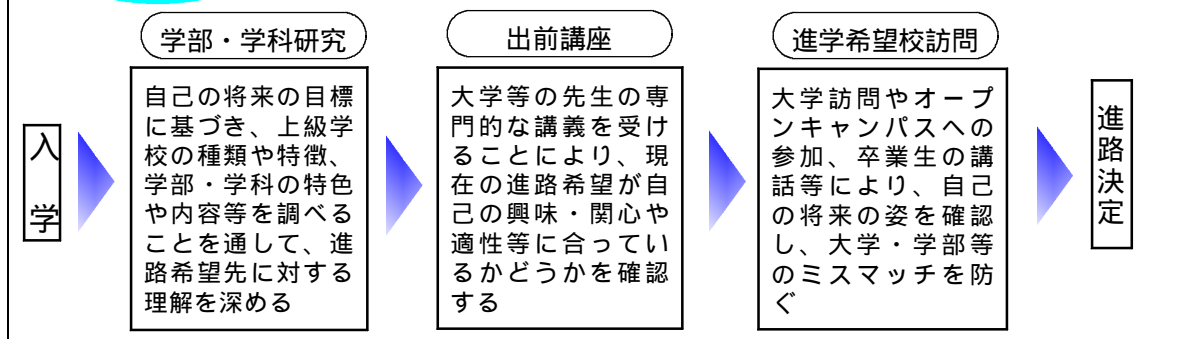 入学
学部・学科研究
自己の将来の目標
に基づき、上級学
校の種類や特徴、
学部・学科の特色
や内容等を調べる
ことを通して、進
路希望先に対する
理解を深める
出前講座
大学等の先生の専
門的な講義を受け
ることにより、現
在の進路希望が自
己の興味・関心や
適性等に合ってい
るかどうかを確認
する
進学希望校訪問
大学訪問やオープ
ンキャンパスへの
参加、卒業生の講
話等により、自己
の将来の姿を確認
し、大学・学部等
のミスマッチを防
ぐ
進路決定